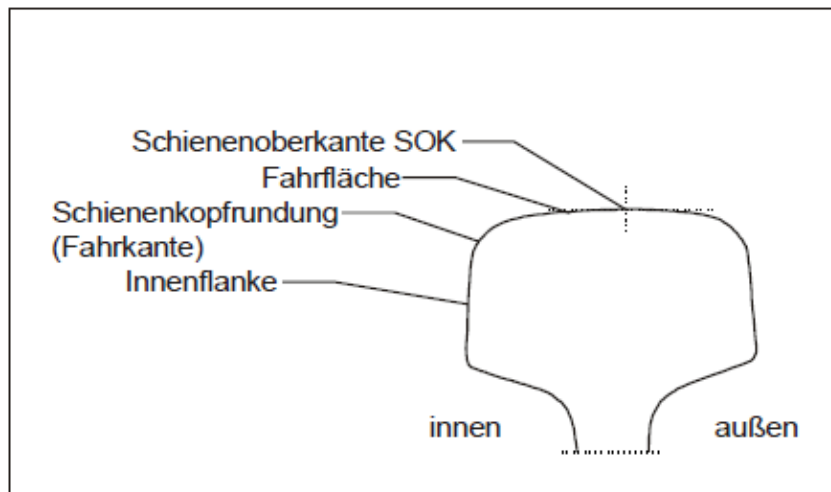 Schienenoberkante SOK
Fahrfläche
Schienenkopfrundung
(Fahrkante)
Innenflanke
innen
außen